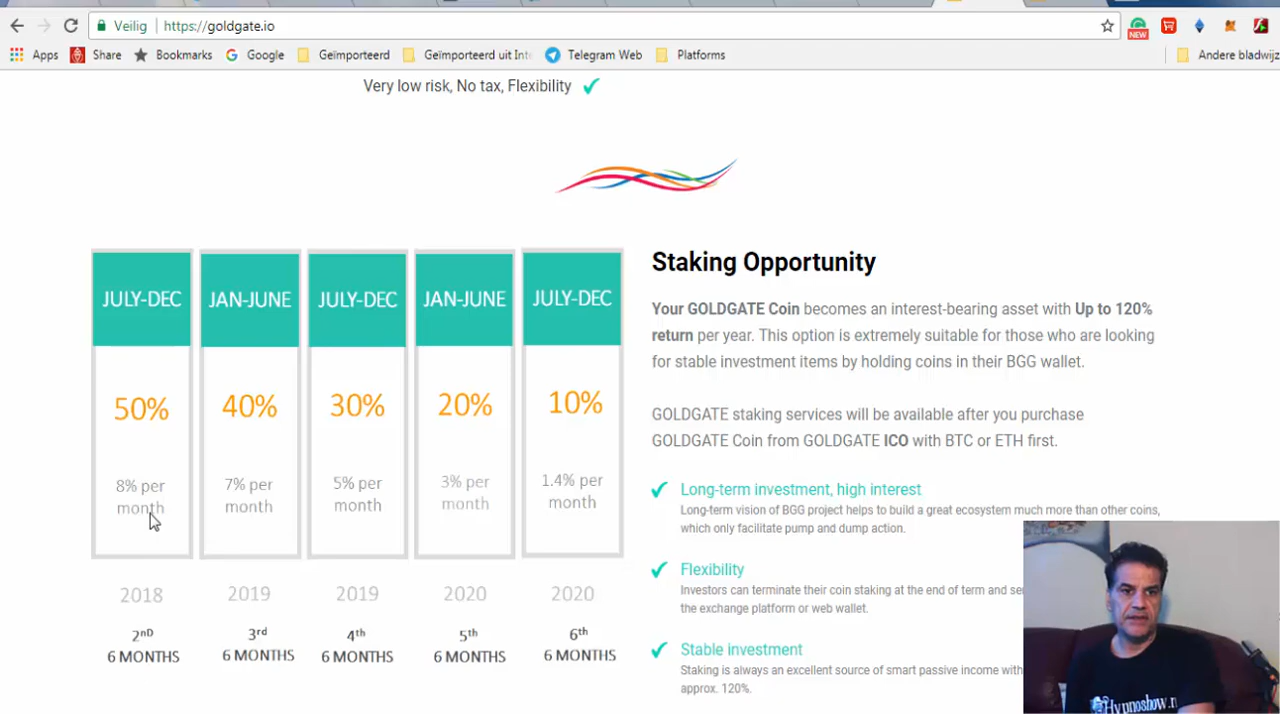 Veilig https://goldgate.io
NEW
Apps Share Bookmarks Google Geïmporteerd Geïmporteerd uit Telegram Web Platforms Andere bladwijz
Very low risk, No tax, Flexibility
JULY-DEC JAN-JUNE JULY-DEC JAN-JUNE JULY-DEC
50% 40% 30% 20% 10%
8% per month
7% per month
5% per month
3% per month
1.4% per month
2018 2019 2019 2020 2020
2ND 6 MONTHS
3rd 6 MONTHS
4th 6 MONTHS
5th 6 MONTHS
6th 6 MONTHS
Staking Opportunity
Your GOLDGATE Coin becomes an interest-bearing asset with Up to 120%
return per year. This option is extremely suitable for those who are looking
for stable investment items by holding coins in their BGG wallet.
GOLDGATE staking services will be available after you purchase
GOLDGATE Coin from GOLDGATE ICO with BTC or ETH first.
Long-term investment, high interest
Long-term vision of BGG project helps to build a great ecosystem much more than other coins,
which only facilitate pump and dump action.
Flexibility
Investors can terminate their coin staking at the end of term and
the exchange platform or web wallet.
Stable investment
Staking is always an excellent source of smart passive income with
approx. 120%.
Hypnoshow.n